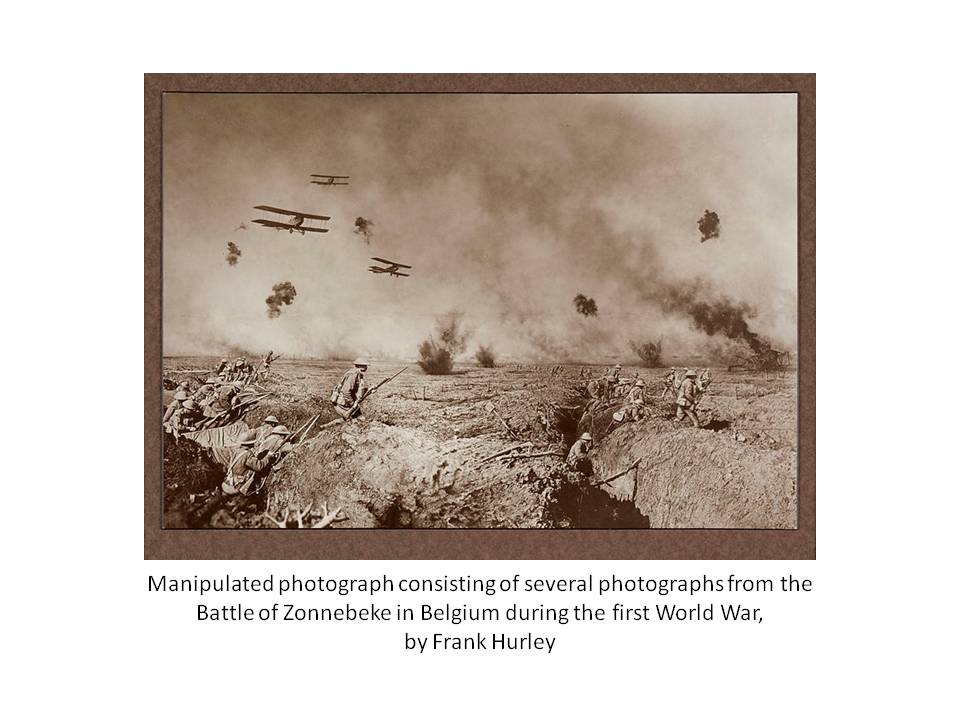 Manipulated photograph consisting of several photographs from the
Battle of Zonnebeke in Belgium during the first World War,
by Frank Hurley